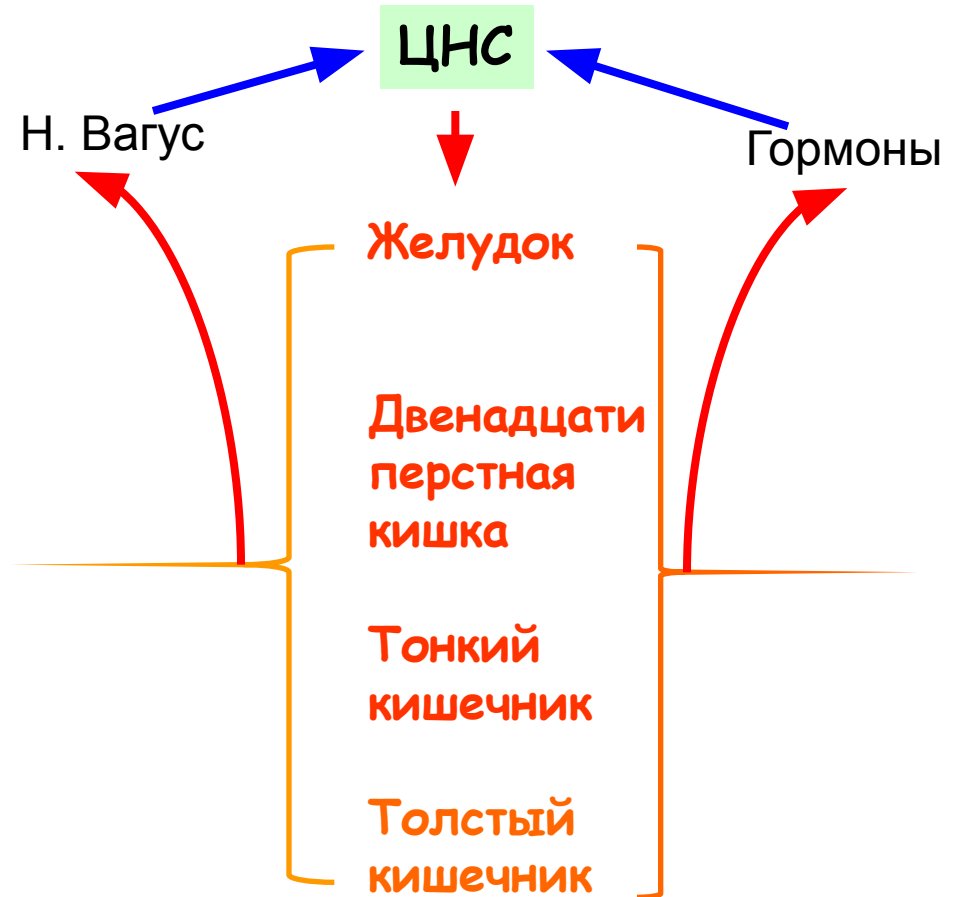 ЦНС
Н. Вагус
Гормоны
Желудок
Двенадцати
перстная
кишка
Тонкий
кишечник
Толстый
кишечник